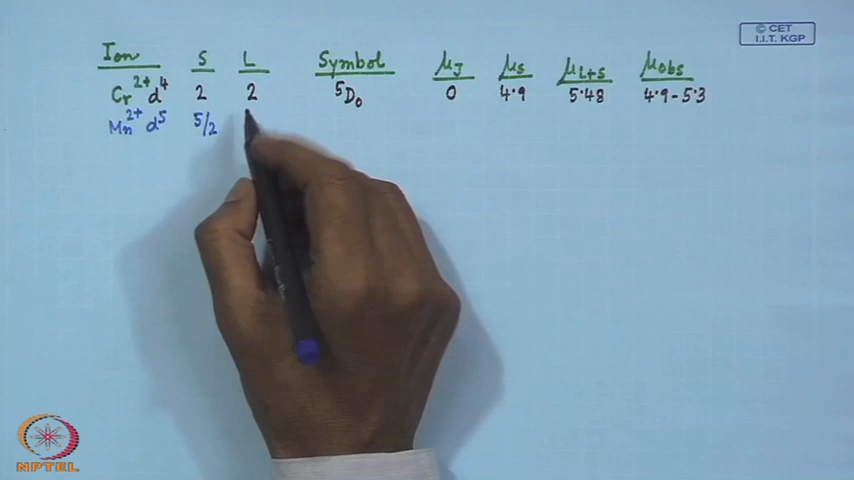 © CET
I.I.T. KGP
Ion S L Symbol μJ μS μL+S μobs
Cr2+ d4 2 2 5D0 0 4.9 5.48 4.9-5.3
Mn2+ d5 5/2
NPTEL